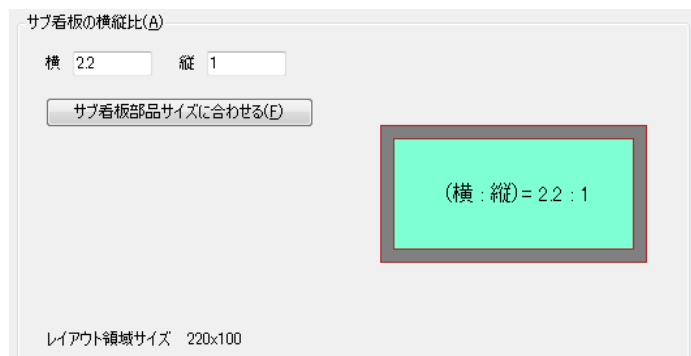 サブ看板の横縦比(A)
横 2.2 縦 1
サブ看板部品サイズに合わせる(F)
(横 : 縦)= 2.2 : 1
レイアウト領域サイズ 220x100